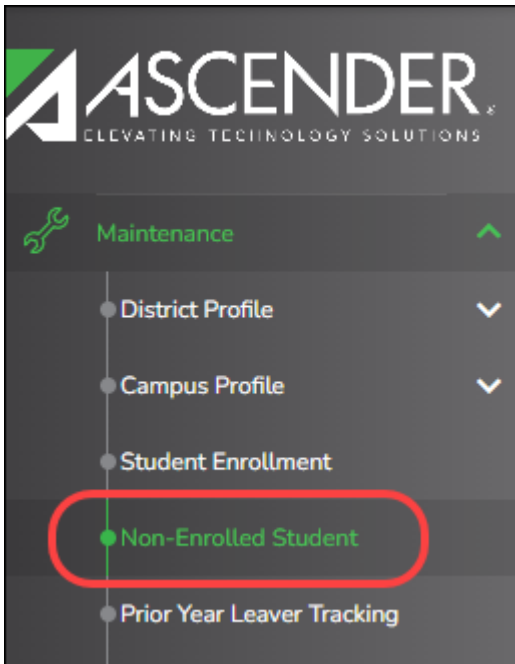 ASCENDER®
ELEVATING TECHNOLOGY SOLUTIONS
Maintenance
District Profile
Campus Profile
Student Enrollment
Non-Enrolled Student
Prior Year Leaver Tracking